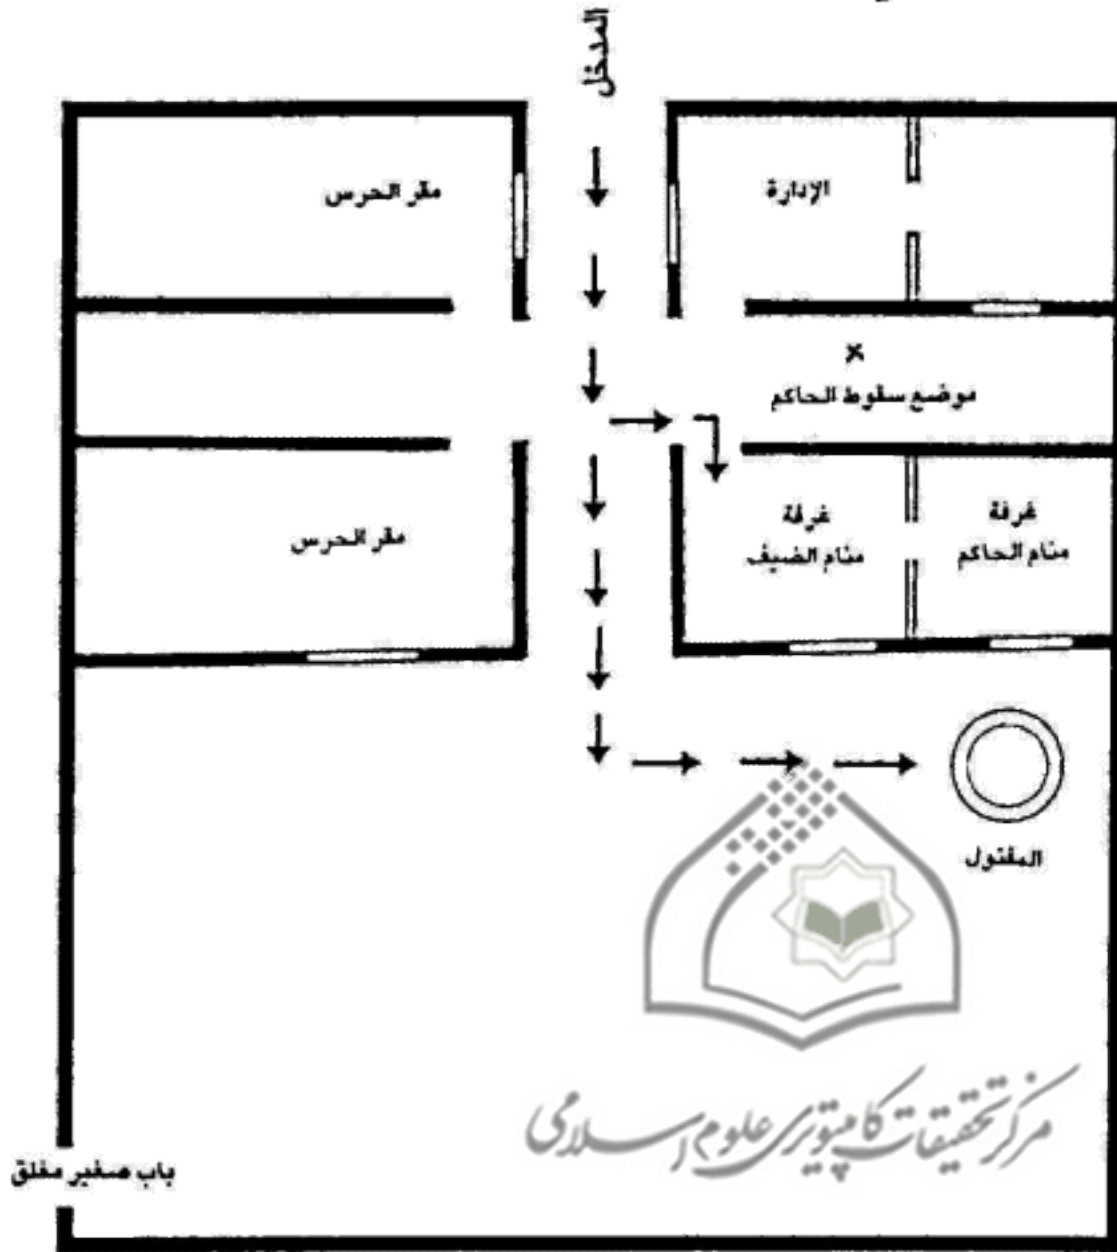 المدخل
مقر الحرس
الإدارة
×
موضع سقوط الحاكم
مقر الحرس
غرفة
منام الضيف
غرفة
منام الحاكم
المقتول
مرکز تحقیقات کامپیوتری علوم اسلامی
باب صغير مغلق